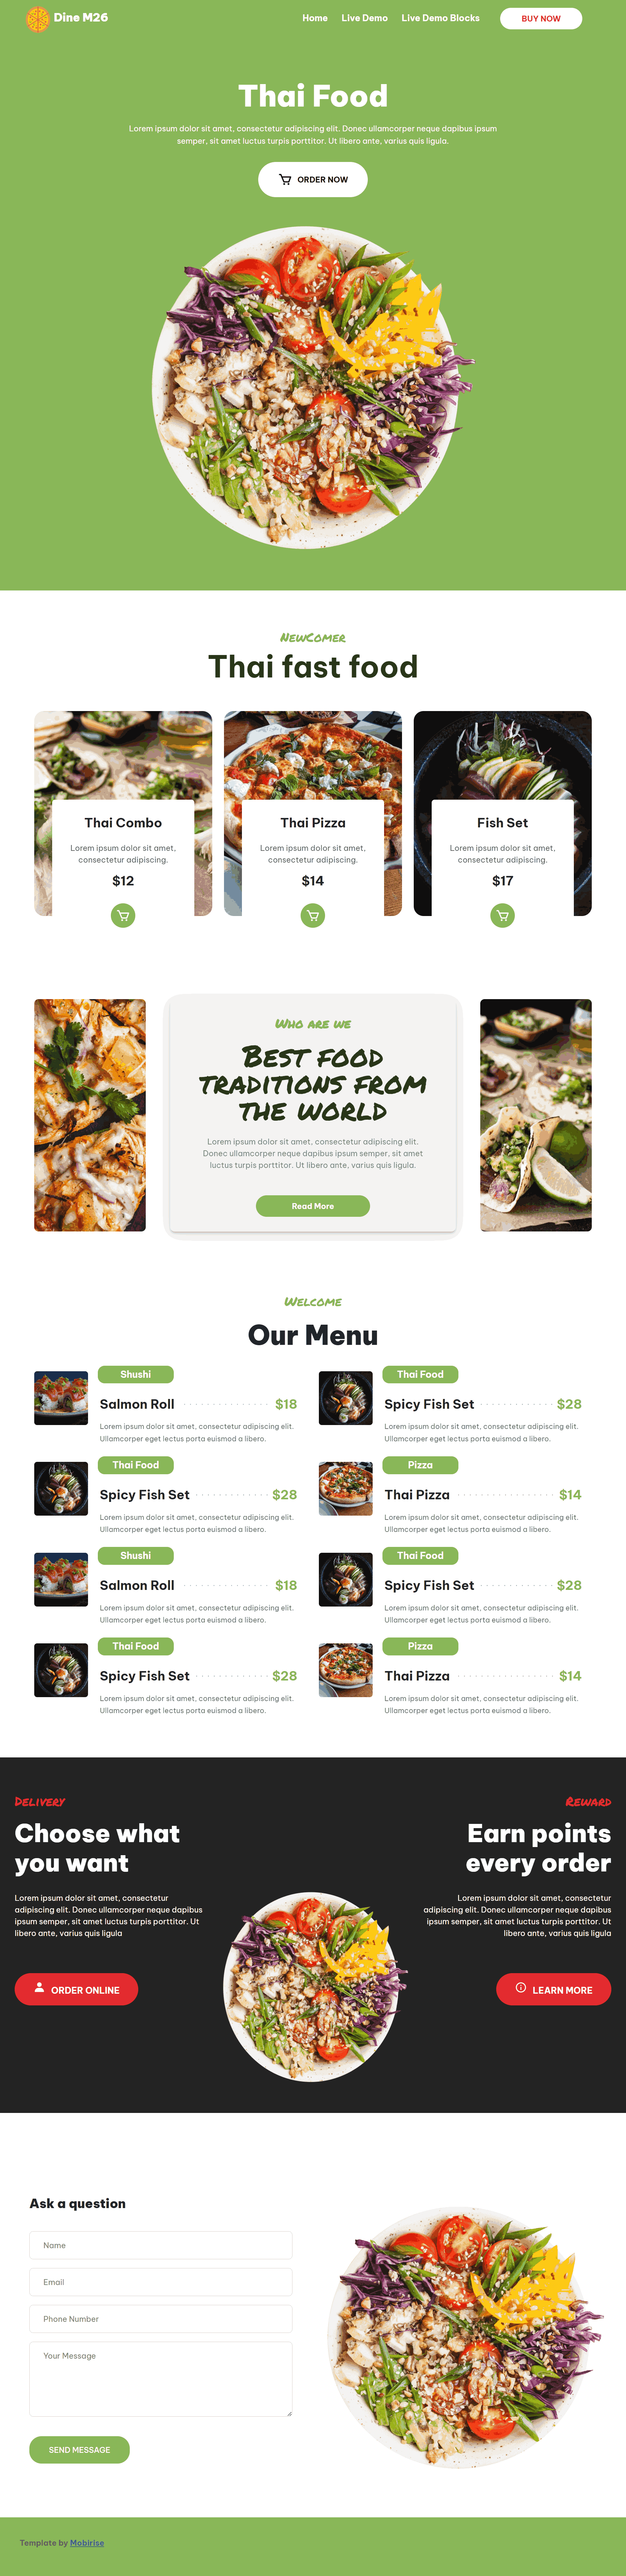 Dine M26
Home
Live Demo
Live Demo Blocks
BUY NOW
Thai Food
Lorem ipsum dolor sit amet, consectetur adipiscing elit. Donec ullamcorper neque dapibus ipsum
semper, sit amet luctus turpis porttitor. Ut libero ante, varius quis ligula.
ORDER NOW
NewComer
Thai fast food
Thai Combo
Lorem ipsum dolor sit amet,
consectetur adipiscing.
$12
Thai Pizza
Lorem ipsum dolor sit amet,
consectetur adipiscing.
$14
Fish Set
Lorem ipsum dolor sit amet,
consectetur adipiscing.
$17
Who are we
Best food
traditions from
the world
Lorem ipsum dolor sit amet, consectetur adipiscing elit.
Donec ullamcorper neque dapibus ipsum semper, sit amet
luctus turpis porttitor. Ut libero ante, varius quis ligula.
Read More
Welcome
Our Menu
Shushi
Salmon Roll $18
Lorem ipsum dolor sit amet, consectetur adipiscing elit.
Ullamcorper eget lectus porta euismod a libero.
Thai Food
Spicy Fish Set $28
Lorem ipsum dolor sit amet, consectetur adipiscing elit.
Ullamcorper eget lectus porta euismod a libero.
Thai Food
Spicy Fish Set $28
Lorem ipsum dolor sit amet, consectetur adipiscing elit.
Ullamcorper eget lectus porta euismod a libero.
Pizza
Thai Pizza $14
Lorem ipsum dolor sit amet, consectetur adipiscing elit.
Ullamcorper eget lectus porta euismod a libero.
Shushi
Salmon Roll $18
Lorem ipsum dolor sit amet, consectetur adipiscing elit.
Ullamcorper eget lectus porta euismod a libero.
Thai Food
Spicy Fish Set $28
Lorem ipsum dolor sit amet, consectetur adipiscing elit.
Ullamcorper eget lectus porta euismod a libero.
Thai Food
Spicy Fish Set $28
Lorem ipsum dolor sit amet, consectetur adipiscing elit.
Ullamcorper eget lectus porta euismod a libero.
Pizza
Thai Pizza $14
Lorem ipsum dolor sit amet, consectetur adipiscing elit.
Ullamcorper eget lectus porta euismod a libero.
Delivery
Choose what
you want
Lorem ipsum dolor sit amet, consectetur
adipiscing elit. Donec ullamcorper neque dapibus
ipsum semper, sit amet luctus turpis porttitor. Ut
libero ante, varius quis ligula
ORDER ONLINE
Reward
Earn points
every order
Lorem ipsum dolor sit amet, consectetur
adipiscing elit. Donec ullamcorper neque dapibus
ipsum semper, sit amet luctus turpis porttitor. Ut
libero ante, varius quis ligula
LEARN MORE
Ask a question
Name
Email
Phone Number
Your Message
SEND MESSAGE
Template by Mobirise